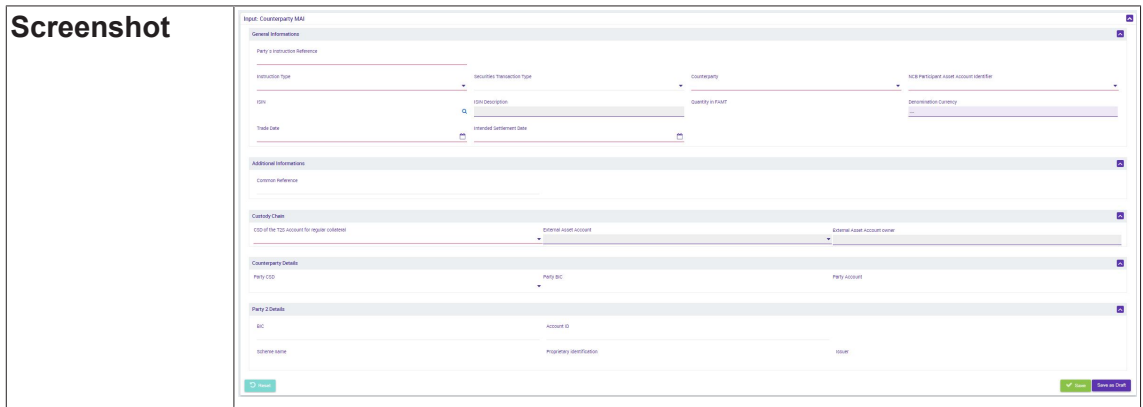 Screenshot
Input: Counterparty MAI
General Informations
Party's Instruction Reference
Instruction Type Securities Transaction Type Counterparty NCB Participant Asset Account Identifier
ISIN ISIN Description Quantity in FAMT Denomination Currency
...
Trade Date Intended Settlement Date
Additional Informations
Common Reference
Custody Chain
CSD of the T2S Account for regular collateral External Asset Account External Asset Account owner
Counterparty Details
Party CSD Party BIC Party Account
Party 2 Details
BIC Account ID
Scheme name Proprietary Identification Issuer
Reset Save Save as Draft